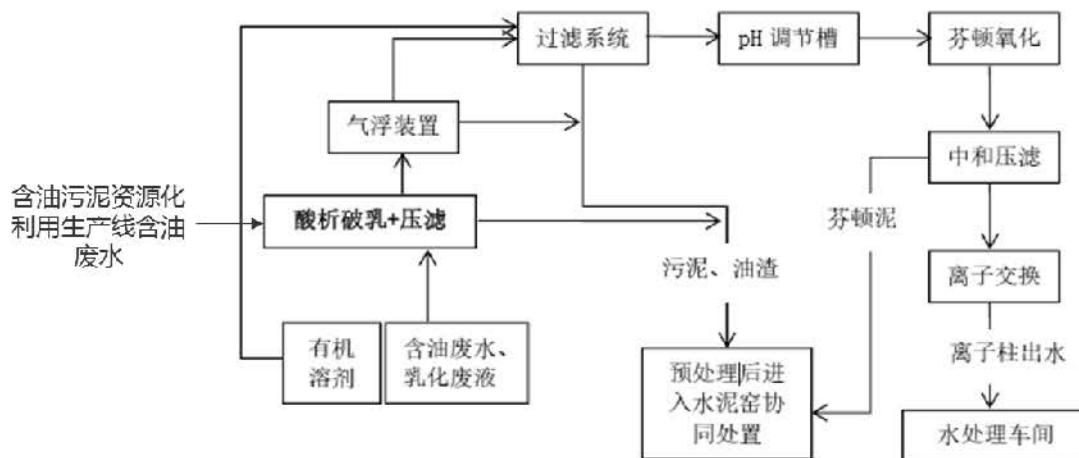 过滤系统
pH 调节槽
芬顿氧化
气浮装置
中和压滤
含油污泥资源化
利用生产线含油
废水
酸析破乳+压滤
芬顿泥
污泥、油渣
离子交换
有机
溶剂
含油废水、
乳化废液
离子柱出水
预处理后进
入水泥窑协
同处置
水处理车间